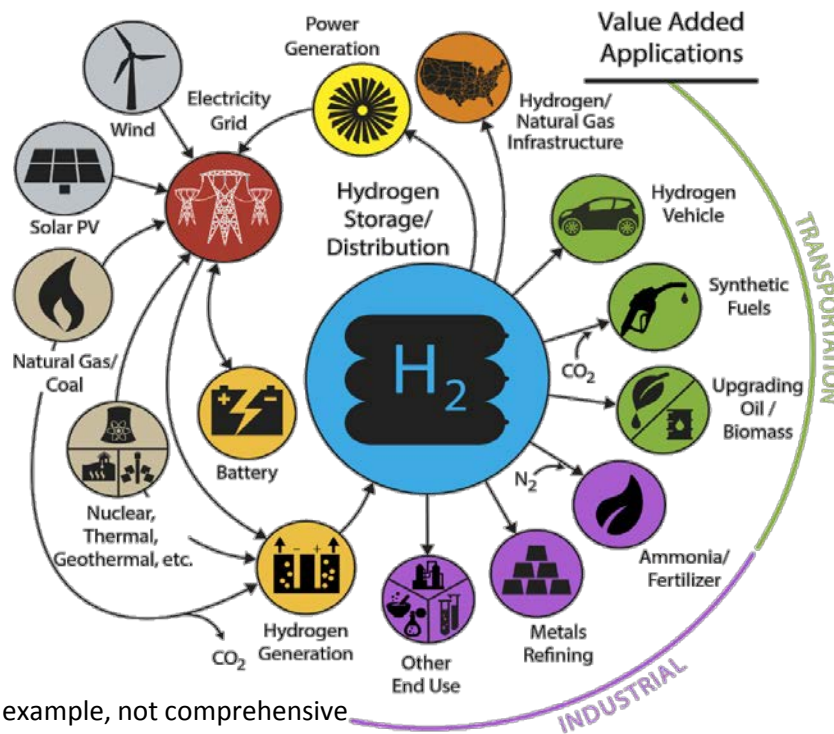 Power
Generation
Value Added
Applications
Wind
Electricity
Grid
Hydrogen/
Natural Gas
Infrastructure
Solar PV
Hydrogen
Storage/
Distribution
Hydrogen
Vehicle
TRANSPORTATION
Natural Gas/
Coal
H2
Synthetic
Fuels
CO2
Battery
+ -
Upgrading
Oil /
Biomass
N2
Nuclear,
Thermal,
Geothermal, etc.
- +
Ammonia/
Fertilizer
Hydrogen
Generation
CO2
Other
End Use
Metals
Refining
INDUSTRIAL
example, not comprehensive